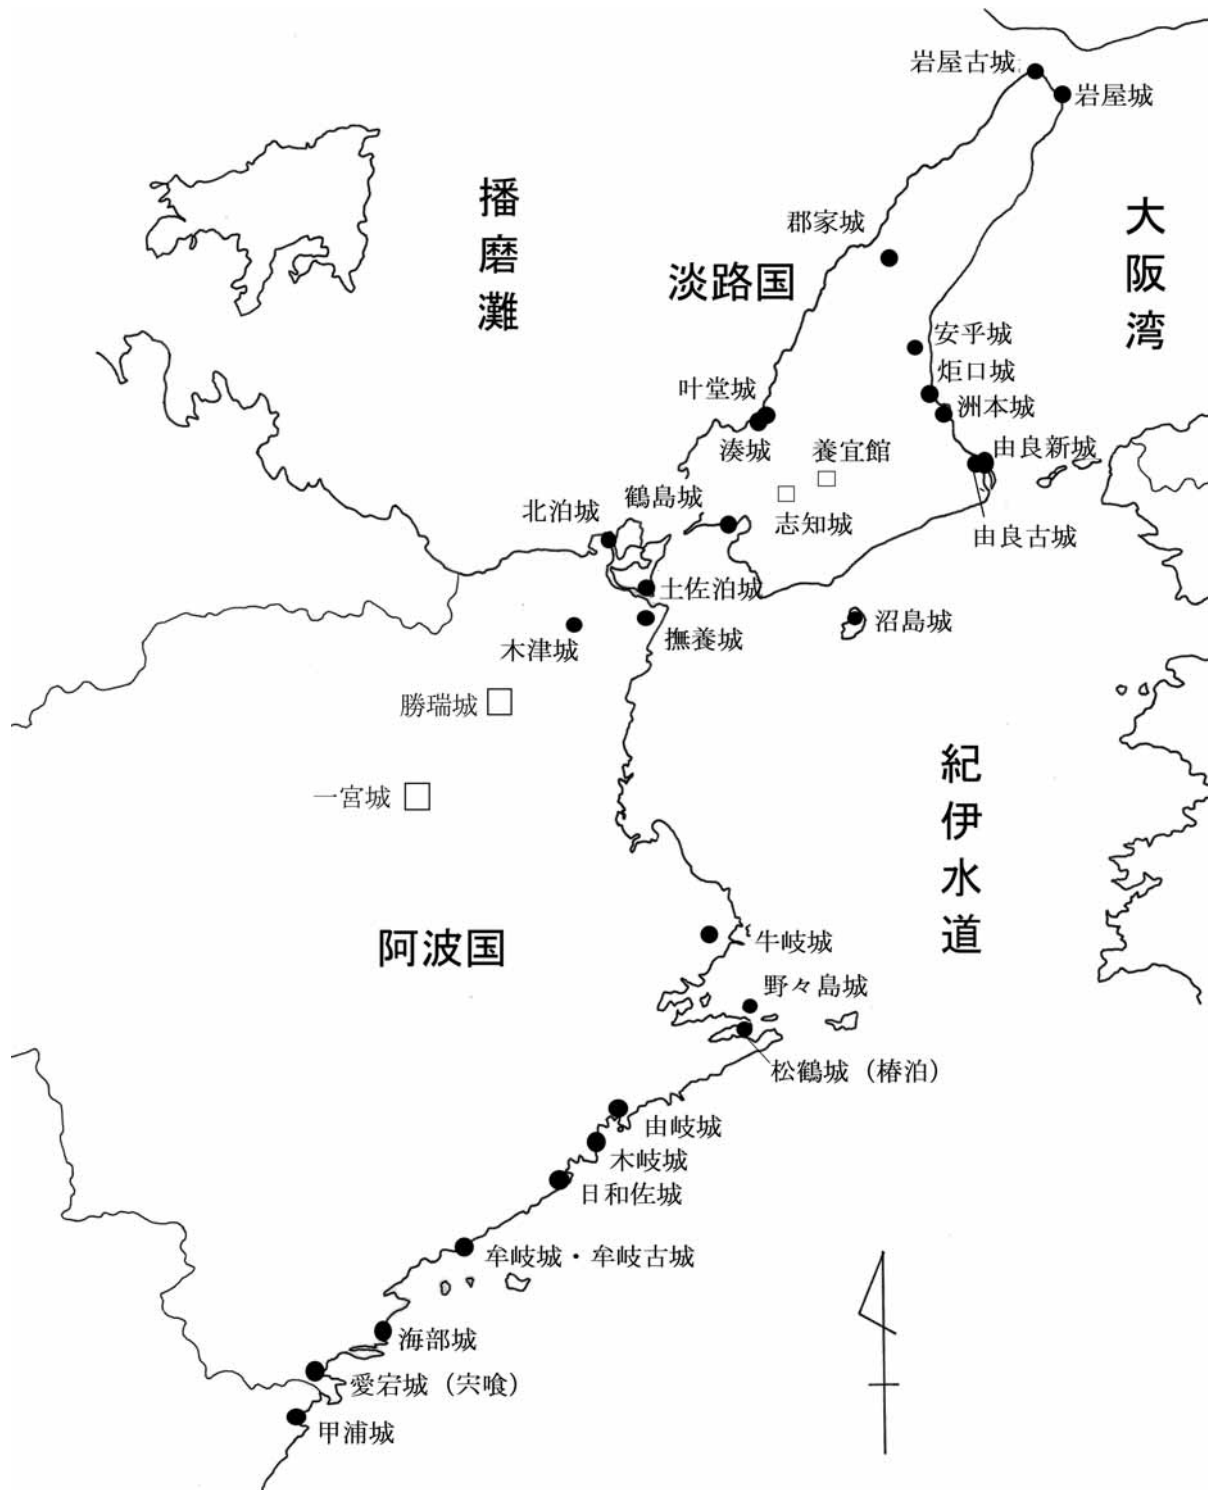 岩屋古城
岩屋城
播磨灘
大阪湾
郡家城
淡路国
安乎城
炬口城
叶堂城
洲本城
湊城
養宜館
由良新城
鶴島城
北泊城
志知城
由良古城
土佐泊城
沼島城
撫養城
木津城
勝瑞城
紀伊水道
一宮城
阿波国
牛岐城
野々島城
松鶴城（椿泊）
由岐城
木岐城
日和佐城
牟岐城・牟岐古城
海部城
愛宕城（宍喰）
甲浦城